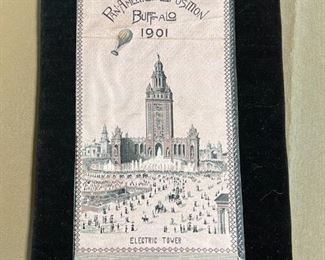 PAN-AMERICAN EXPOSITION
BUFFALO
1901
ELECTRIC TOWER